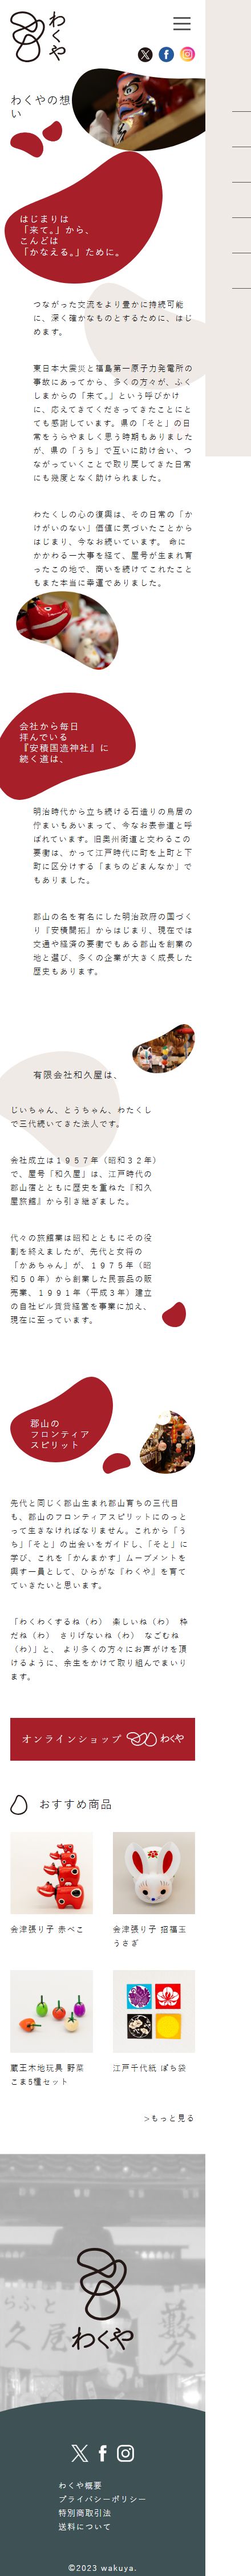 わくや
わくやの想
い
はじまりは
「来て。」から、
こんどは
「かなえる。」ために。
つながった交流をより豊かに持続可能
に、深く確かなものとするために、はじ
めます。
東日本大震災と福島第一原子力発電所の
事故にあってから、多くの方々が、ふく
しまからの「来て。」という呼びかけ
に、応えてきてくださってきたことにと
ても感謝しています。県の「そと」の日
常をうらやましく思う時期もありました
が、県の「うち」で互いに助け合い、つ
ながっていくことで取り戻してきた日常
にも幾度となく助けられました。
わたくしの心の復興は、その日常の「か
けがいのない」価値に気づいたことから
はじまり、今なお続いています。 命に
かかわる一大事を経て、屋号が生まれ育
ったこの地で、商いを続けてこれたこと
もまた本当に幸運でありました。
会社から毎日
拝んでいる
『安積国造神社』に
続く道は、
明治時代から立ち続ける石造りの鳥居の
佇まいもあいまって、今なお表参道と呼
ばれています。旧奥州街道と交わるこの
要衝は、かって江戸時代に町を上町と下
町に区分けする「まちのどまんなか」で
もありました。
郡山の名を有名にした明治政府の国づく
り『安積開拓』からはじまり、現在では
交通や経済の要衝でもある郡山を創業の
地と選び、多くの企業が大きく成長した
歴史もあります。
有限会社和久屋は、
じいちゃん、とうちゃん、わたくし
で三代続いてきた法人です。
会社成立は１９５７年（昭和３２年）
で、屋号「和久屋」は、江戸時代の
郡山宿とともに歴史を重ねた『和久
屋旅館』から引き継ぎました。
代々の旅館業は昭和とともにその役
割を終えましたが、先代と女将の
「かあちゃん」が、１９７５年（昭
和５０年）から創業した民芸品の販
売業、１９９１年（平成３年）建立
の自社ビル賃貸経営を事業に加え、
現在に至っています。
郡山の
フロンティア
スピリット
先代と同じく郡山生まれ郡山育ちの三代目
も、郡山のフロンティアスピリットにのっと
って生きなければなりません。これから「う
ち」「そと」の出会いをガイドし、「そと」に
学び、これを「かんまかす」ムーブメントを
興す一員として、ひらがな『わくや』を育て
ていきたいと思います。
「わくわくするね（わ） 楽しいね（わ） 粋
だね（わ） さりげないね（わ） なごむね
（わ）」と、 より多くの方々にお声がけを頂
けるように、余生をかけて取り組んでまいり
ます。
オンラインショップ わくや
おすすめ商品
会津張り子 赤べこ
会津張り子 招福玉
うさぎ
蔵王木地玩具 野菜
こま5種セット
江戸千代紙 ぽち袋
>もっと見る
わくや
わくや概要
プライバシーポリシー
特別商取引法
送料について
©2023 wakuya.